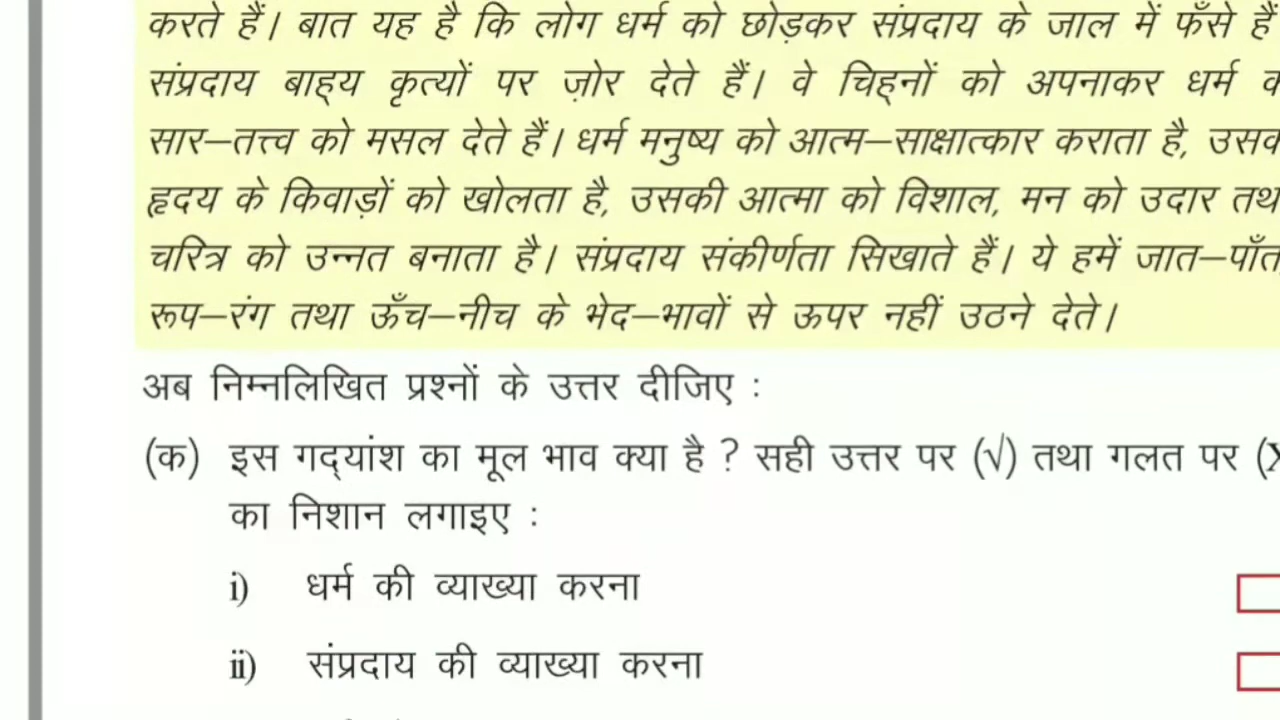 करते हैं। बात यह है कि लोग धर्म को छोड़कर संप्रदाय के जाल में फँसे हैं
संप्रदाय बाह्य कृत्यों पर ज़ोर देते हैं। वे चिह्नों को अपनाकर धर्म
सार–तत्त्व को मसल देते हैं। धर्म मनुष्य को आत्म–साक्षात्कार कराता है,
हृदय के किवाड़ों को खोलता है, उसकी आत्मा को विशाल, मन को उदार
चरित्र को उन्नत बनाता है। संप्रदाय संकीर्णता सिखाते हैं। ये हमें जात–पाँत
रूप–रंग तथा ऊँच–नीच के भेद–भावों से ऊपर नहीं उठने देते।
अब निम्नलिखित प्रश्नों के उत्तर दीजिए :
(क) इस गद्यांश का मूल भाव क्या है ? सही उत्तर पर (√) तथा गलत पर (X
का निशान लगाइए :
i) धर्म की व्याख्या करना
ii) संप्रदाय की व्याख्या करना